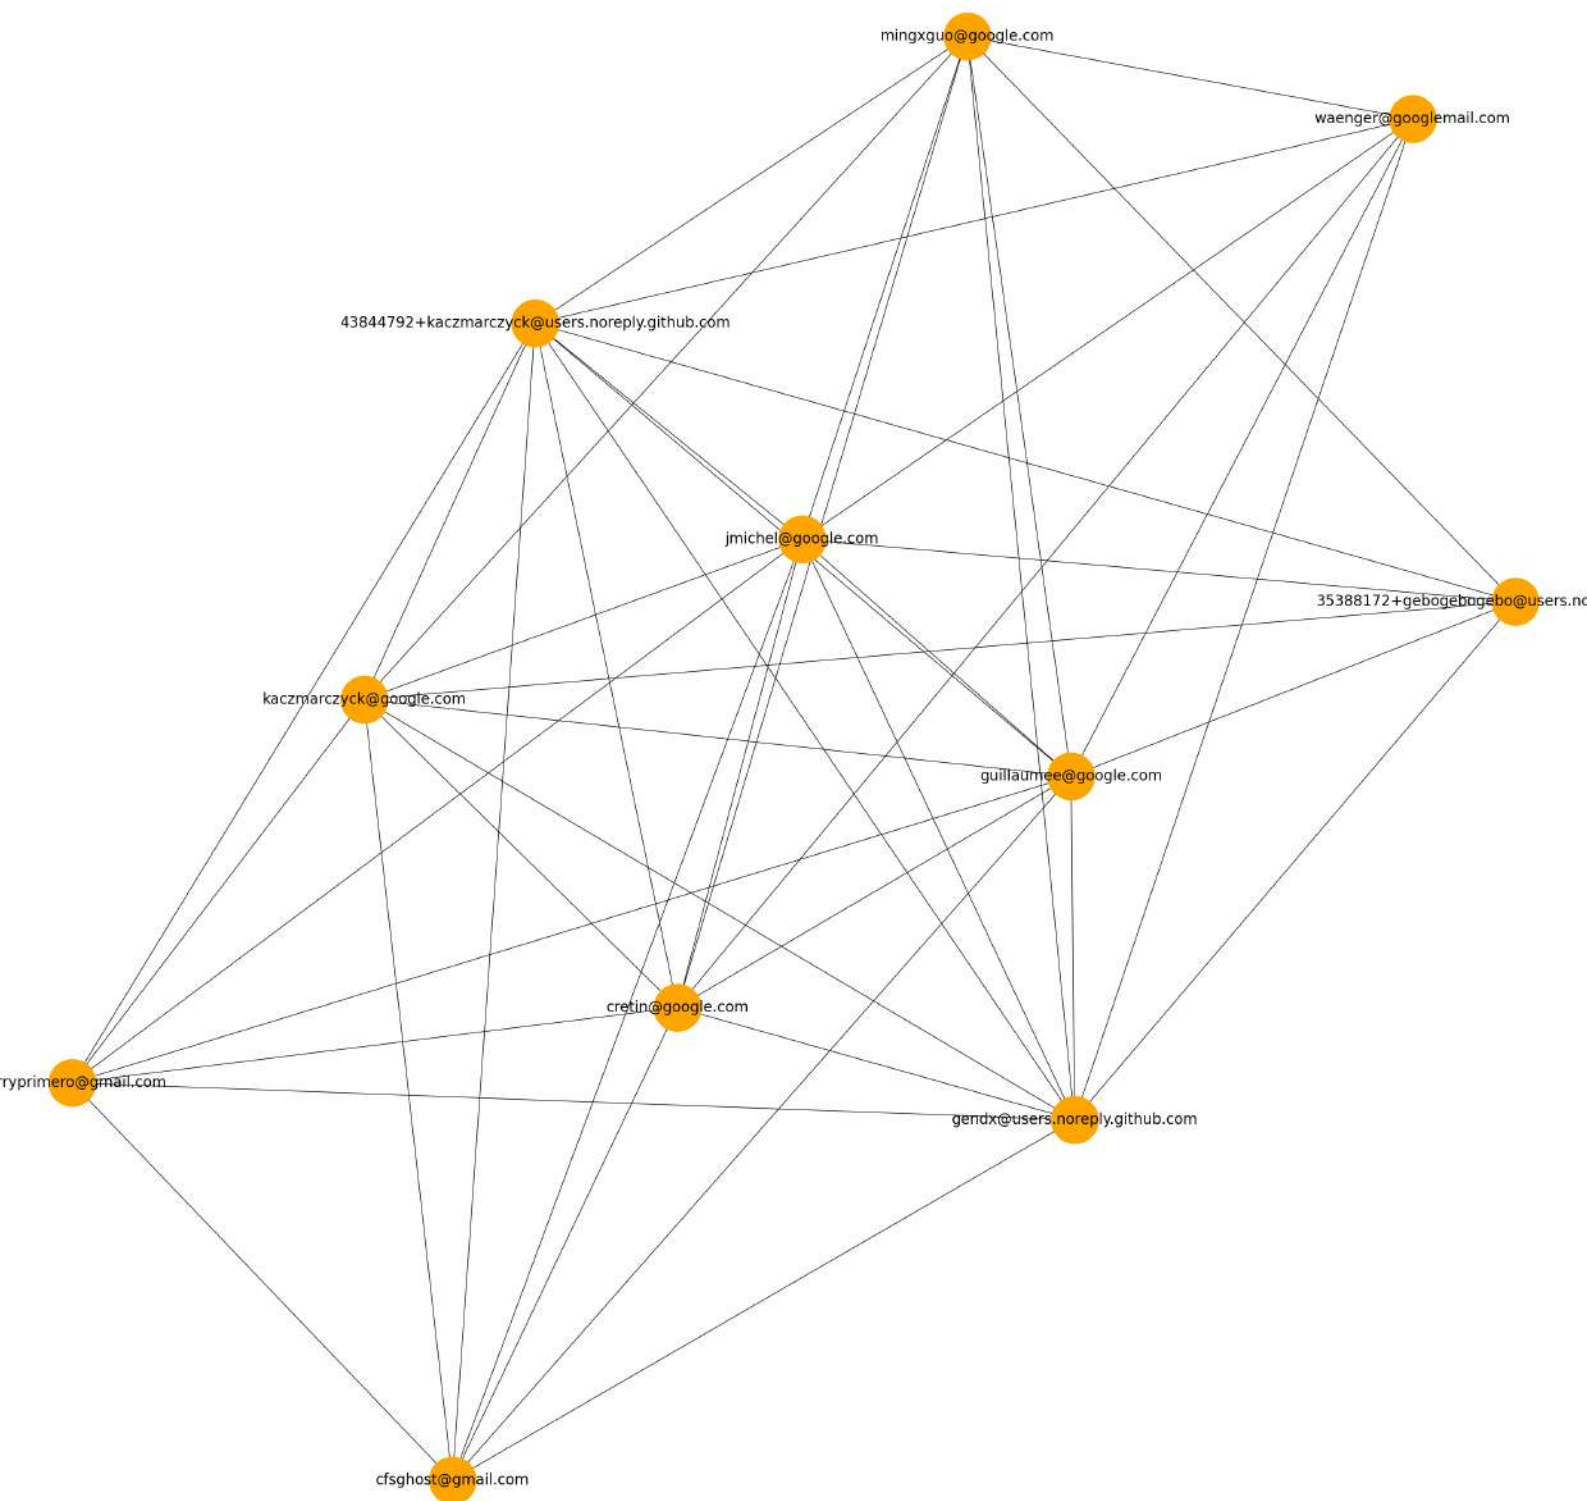 mingxguo@google.com
waenger@googlemail.com
43844792+kaczmarczyck@users.noreply.github.com
jmichel@google.com
35388172+gebogebogebo@users.no
kaczmarczyck@google.com
guillaumee@google.com
cretin@google.com
rryprimero@gmail.com
gendx@users.noreply.github.com
cfsghost@gmail.com